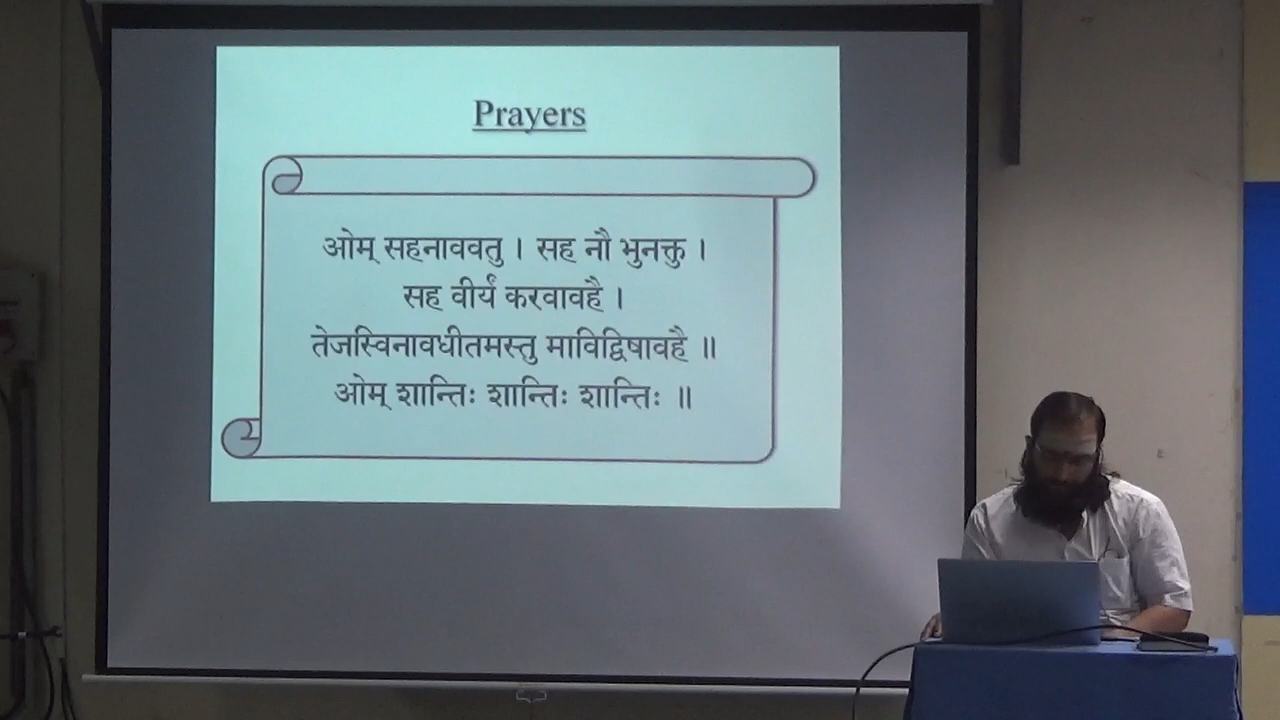 Prayers
ओम् सहनाववतु । सह नौ भुनक्तु ।
सह वीर्यं करवावहै ।
तेजस्विनावधीतमस्तु माविद्विषावहै ॥
ओम् शान्तिः शान्तिः शान्तिः ॥